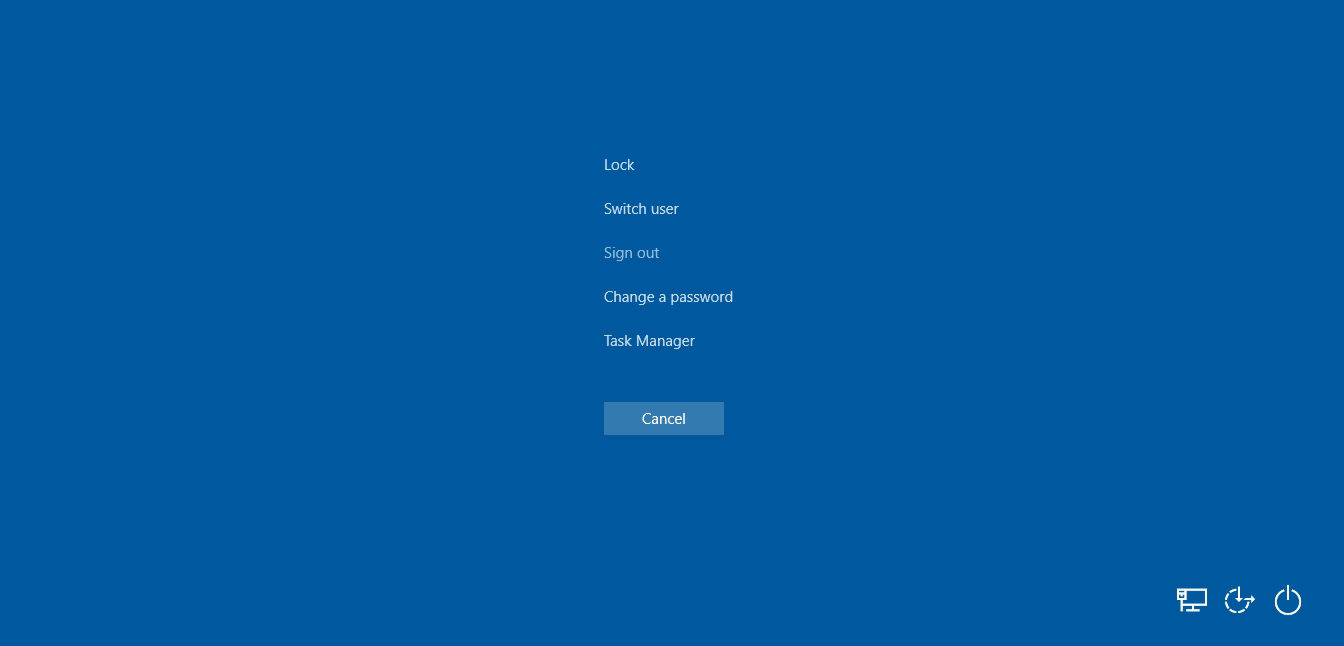 Lock
Switch user
Sign out
Change a password
Task Manager
Cancel